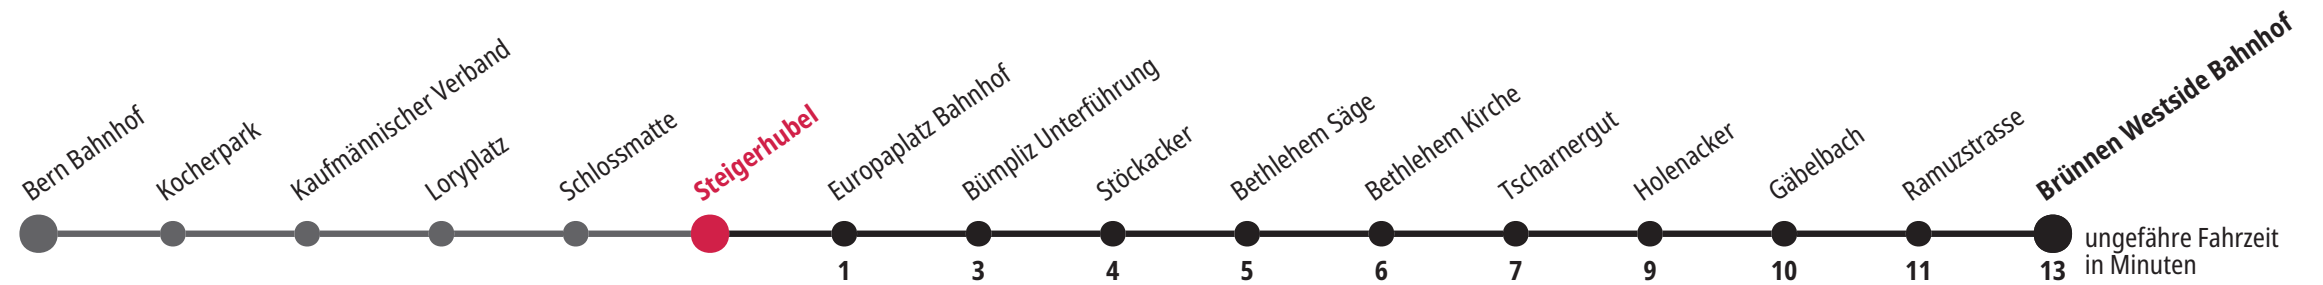 Bern Bahnhof
Kocherpark
Kaufmännischer Verband
Loryplatz
Schlossmatte
Steigerhubel
Europaplatz Bahnhof
Bümpliz Unterführung
Stöckacker
Bethlehem Säge
Bethlehem Kirche
Tscharnergut
Holenacker
Gäbelbach
Ramuzstrasse
Brünnen Westside Bahnhof
1 3 4 5 6 7 9 10 11 13
ungefähre Fahrzeit
in Minuten